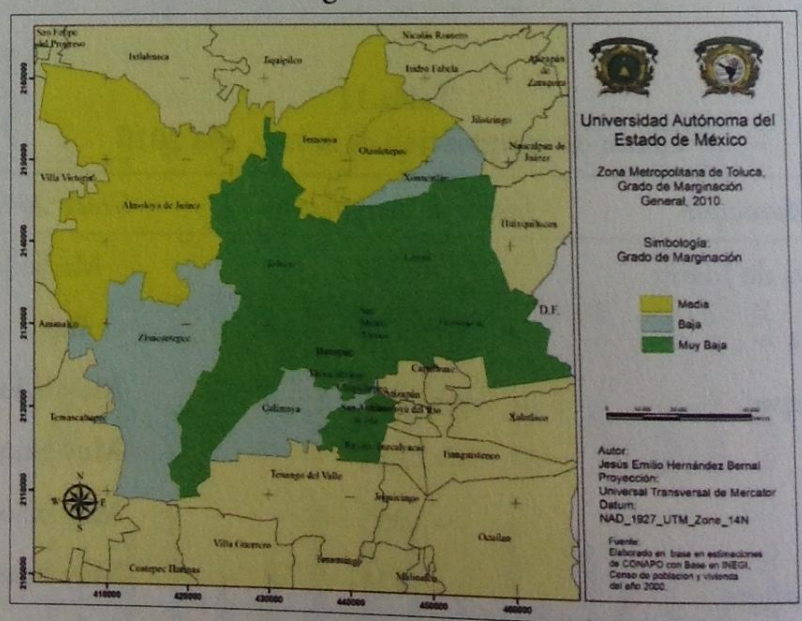 San Felipe
del Progreso
Ixtlahuaca
Jiquipilco
Nicolás Romero
Isidro Fabela
Atizapán
de
Zaragoza
Jilotzingo
Naucalpan de
Juárez
Temoaya
Otzolotepec
Xonacatlán
Villa Victoria
Almoloya de Juárez
Huixquilucan
Toluca
Lerma
D.F.
San
Mateo
Amanalco
Zinacantepec
Metepec
Capulhuac
Calimaya
Temascaltepec
Xalatlaco
Tianguistenco
Tenango del Valle
Joquicingo
Villa Guerrero
Ocuilan
Coatepec Harinas
Malinalco
N
W
E
S
2160000
2150000
2140000
2130000
2120000
2110000
2100000
410000
420000
430000
440000
450000
460000
Universidad Autónoma del
Estado de México
Zona Metropolitana de Toluca,
Grado de Marginación
General, 2010.
Simbología:
Grado de Marginación
Media
Baja
Muy Baja
Autor:
Jesús Emilio Hernández Bernal
Proyección:
Universal Transversal de Mercator
Datum:
NAD_1927_UTM_Zone_14N
Fuente:
Elaborado en base en estimaciones
de CONAPO con Base en INEGI,
Censo de poblacion y vivienda
del año 2000.